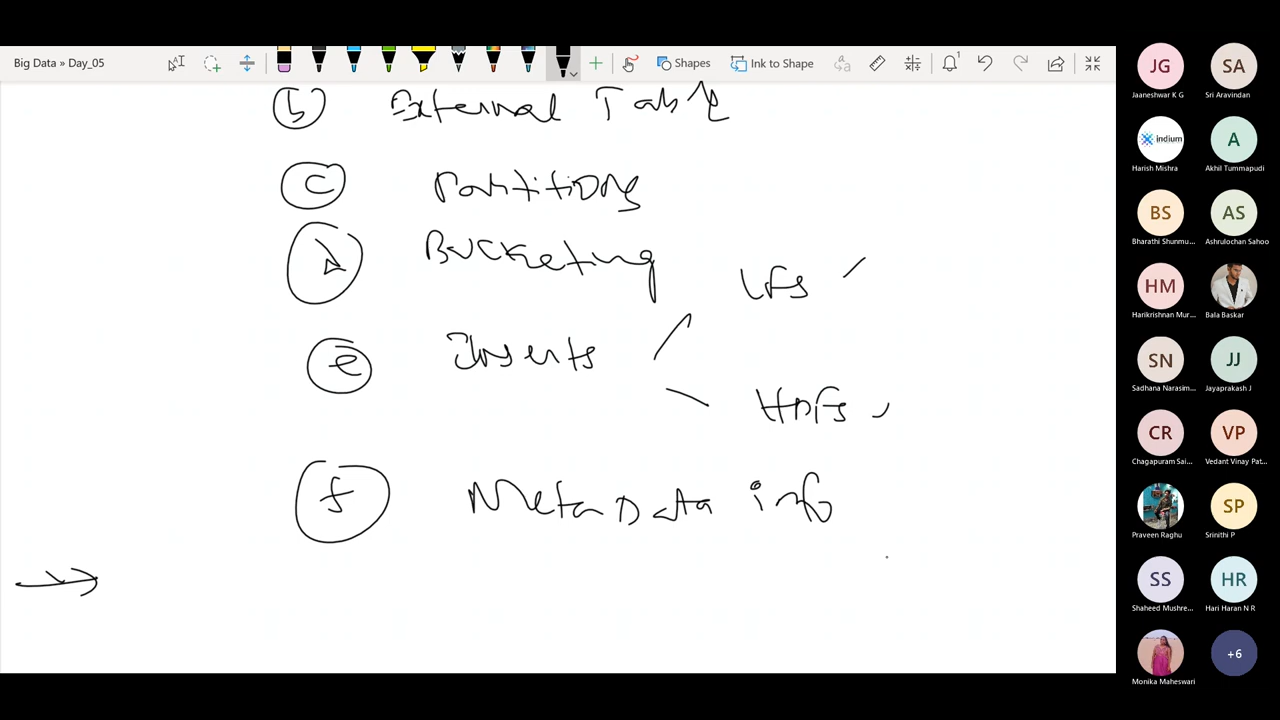 Big Data » Day_05
Shapes
Ink to Shape
b External Table
c Partitions
Bucketing
LFS
e Inserts
HDFS
f MetaData info
JG
Jaaneshwar K G
SA
Sri Aravindan
indium
Harish Mishra
A
Akhil Tummapudi
BS
Bharathi Shunmu...
AS
Ashrulochan Sahoo
HM
Harikrishnan Mur...
Bala Baskar
SN
Sadhana Narasim...
JJ
Jayaprakash J
CR
Chagapuram Sai...
VP
Vedant Vinay Pat...
Praveen Raghu
SP
Srinithi P
SS
Shaheed Mushre...
HR
Hari Haran N R
Monika Maheswari
+6